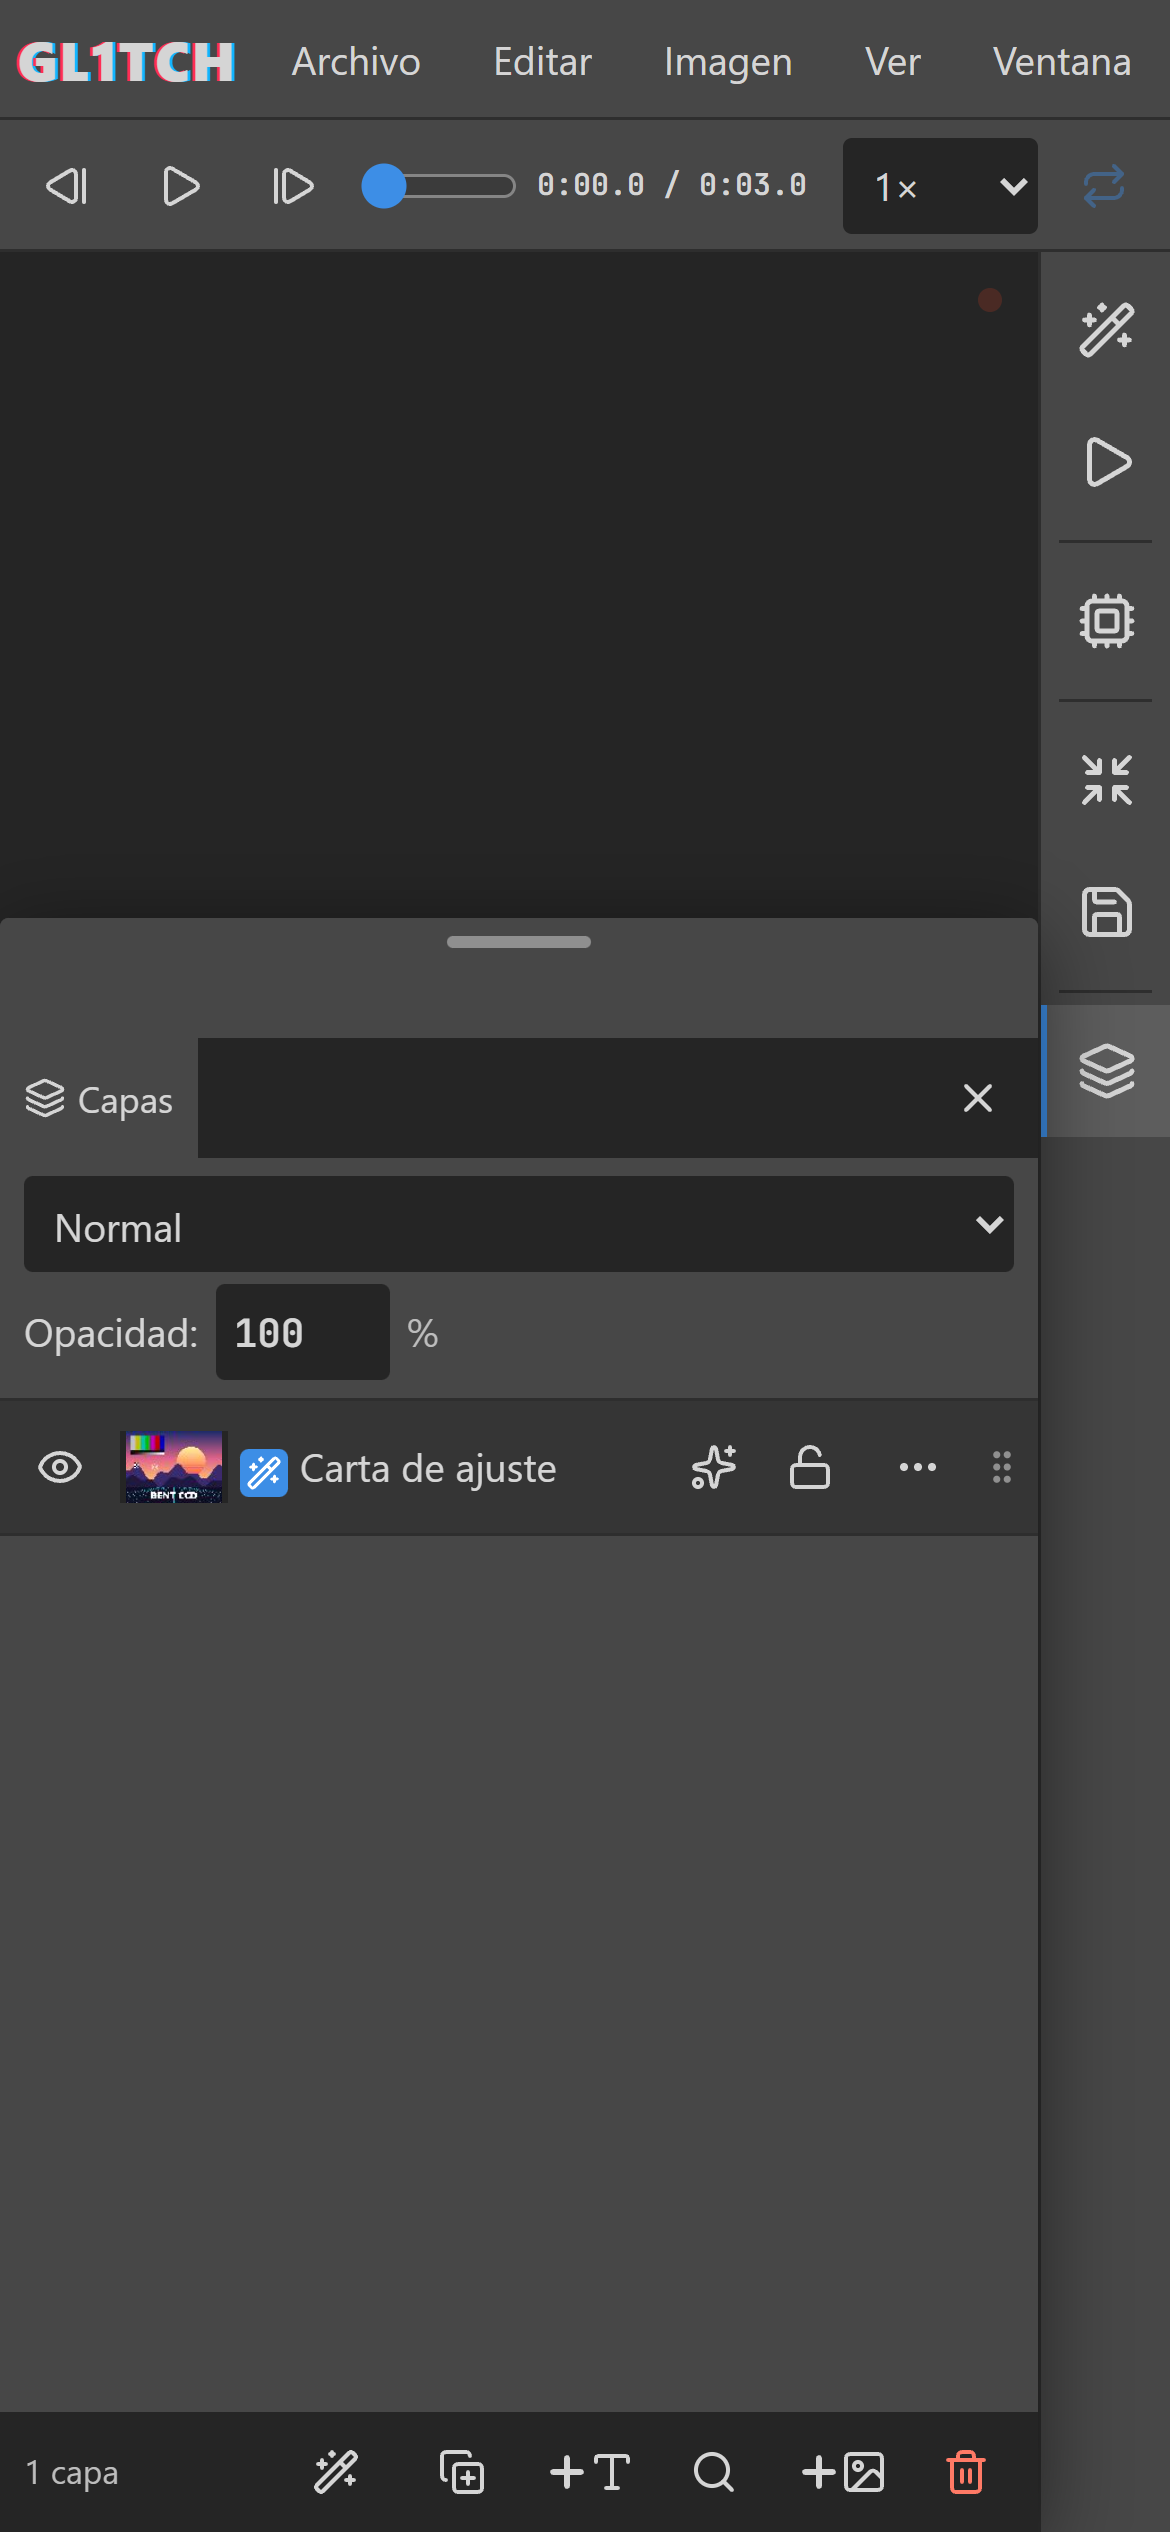 GL1TCH Archivo Editar Imagen Ver Ventana
0:00.0 / 0:03.0 1×
Capas
Normal
Opacidad: 100 %
Carta de ajuste
1 capa